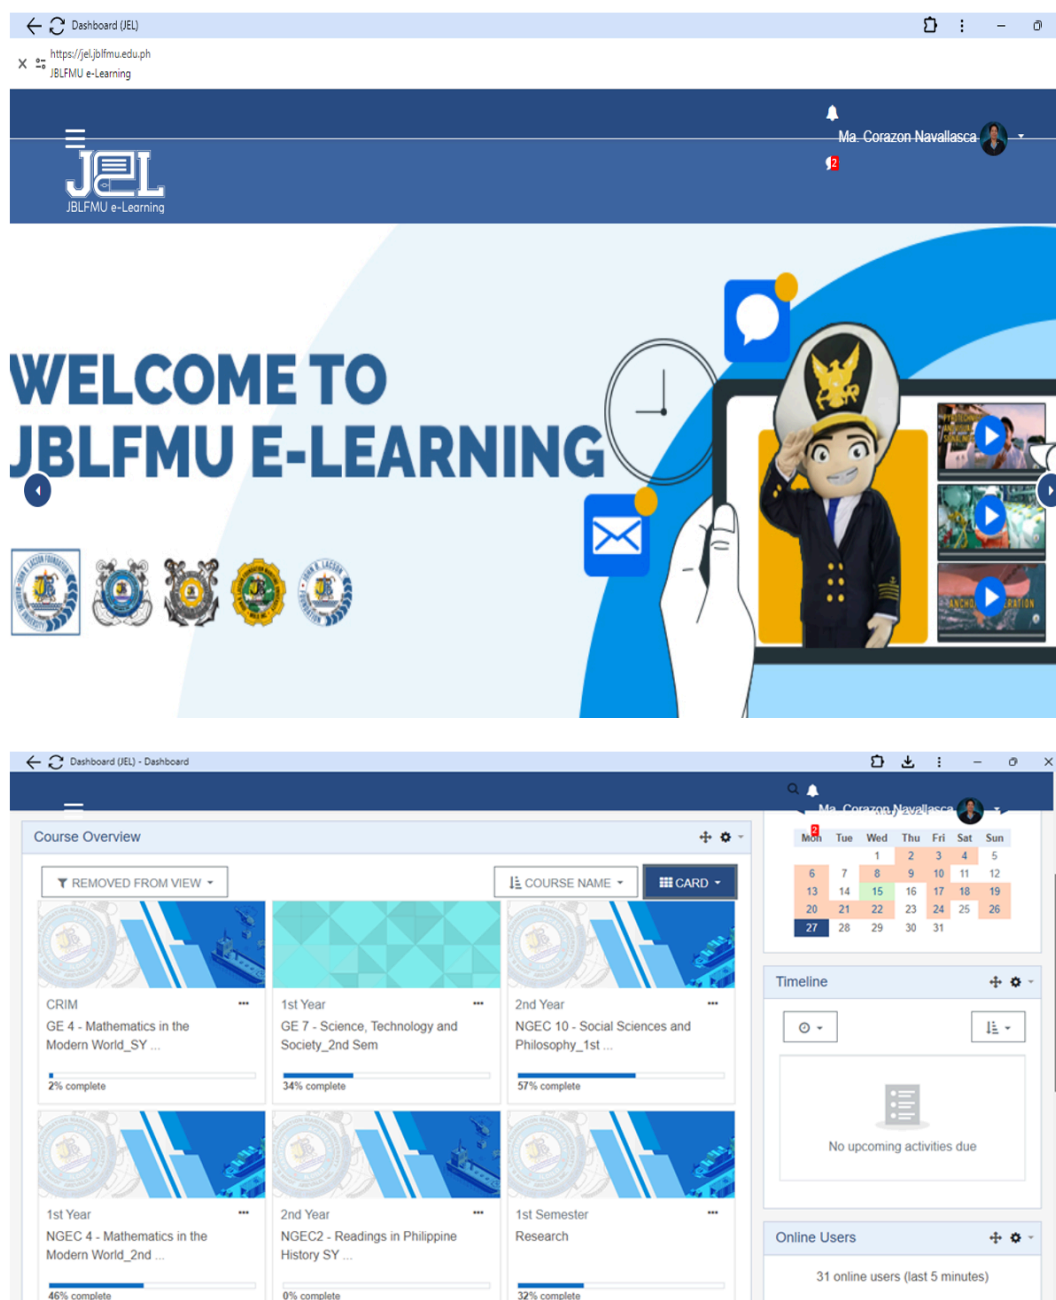 Dashboard (JEL)
https://jel.jblfmu.edu.ph
JBLFMU e-Learning
Ma. Corazon Navallasca
2
JEL
JBLFMU e-Learning
WELCOME TO
JBLFMU E-LEARNING
Dashboard (JEL) - Dashboard
Ma. Corazon Navallasca
2
Course Overview
REMOVED FROM VIEW
COURSE NAME
CARD
Mon Tue Wed Thu Fri Sat Sun
1 2 3 4 5
6 7 8 9 10 11 12
13 14 15 16 17 18 19
20 21 22 23 24 25 26
27 28 29 30 31
CRIM
GE 4 - Mathematics in the
Modern World_SY ...
2% complete
1st Year
GE 7 - Science, Technology and
Society_2nd Sem
34% complete
2nd Year
NGEC 10 - Social Sciences and
Philosophy_1st ...
57% complete
Timeline
No upcoming activities due
1st Year
NGEC 4 - Mathematics in the
Modern World_2nd ...
46% complete
2nd Year
NGEC2 - Readings in Philippine
History SY ...
0% complete
1st Semester
Research
32% complete
Online Users
31 online users (last 5 minutes)